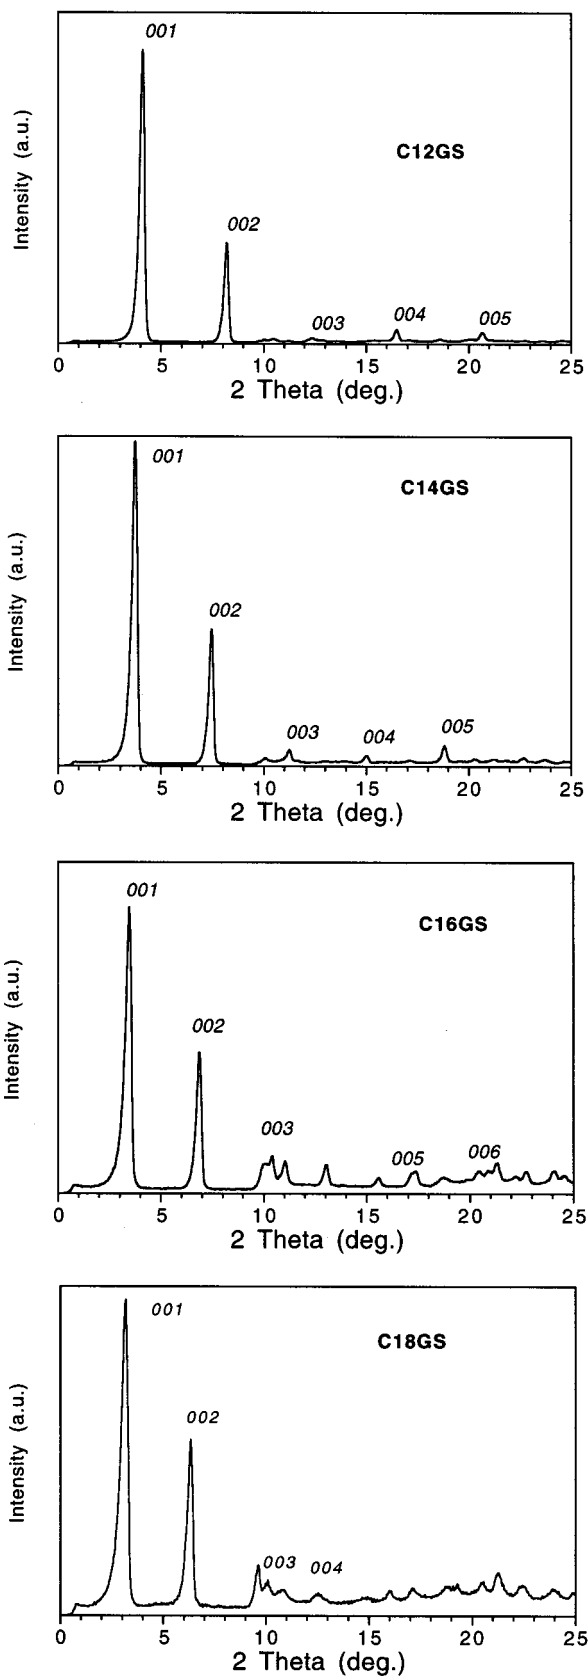 001
Intensity (a.u.)
C12GS
002
003
004
005
0 5 10 15 20 25
2 Theta (deg.)
001
C14GS
Intensity (a.u.)
002
003
004
005
0 5 10 15 20 25
2 Theta (deg.)
001
C16GS
Intensity (a.u.)
002
003
005
006
0 5 10 15 20 25
2 Theta (deg.)
001
C18GS
Intensity (a.u.)
002
003
004
0 5 10 15 20 25
2 Theta (deg.)